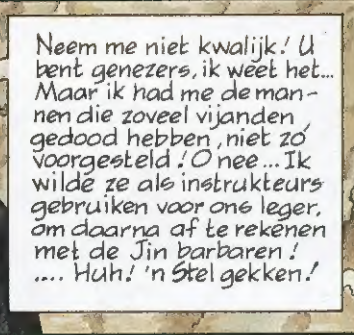 Neem me niet kwalijk! U
bent genezers, ik weet het...
Maar ik had me de man-
nen die zoveel vijanden
gedood hebben, niet zó
voorgesteld! O nee... Ik
wilde ze als instrukteurs
gebruiken voor ons leger,
om daarna af te rekenen
met de Jin barbaren!
.... Huh! 'n Stel gekken!